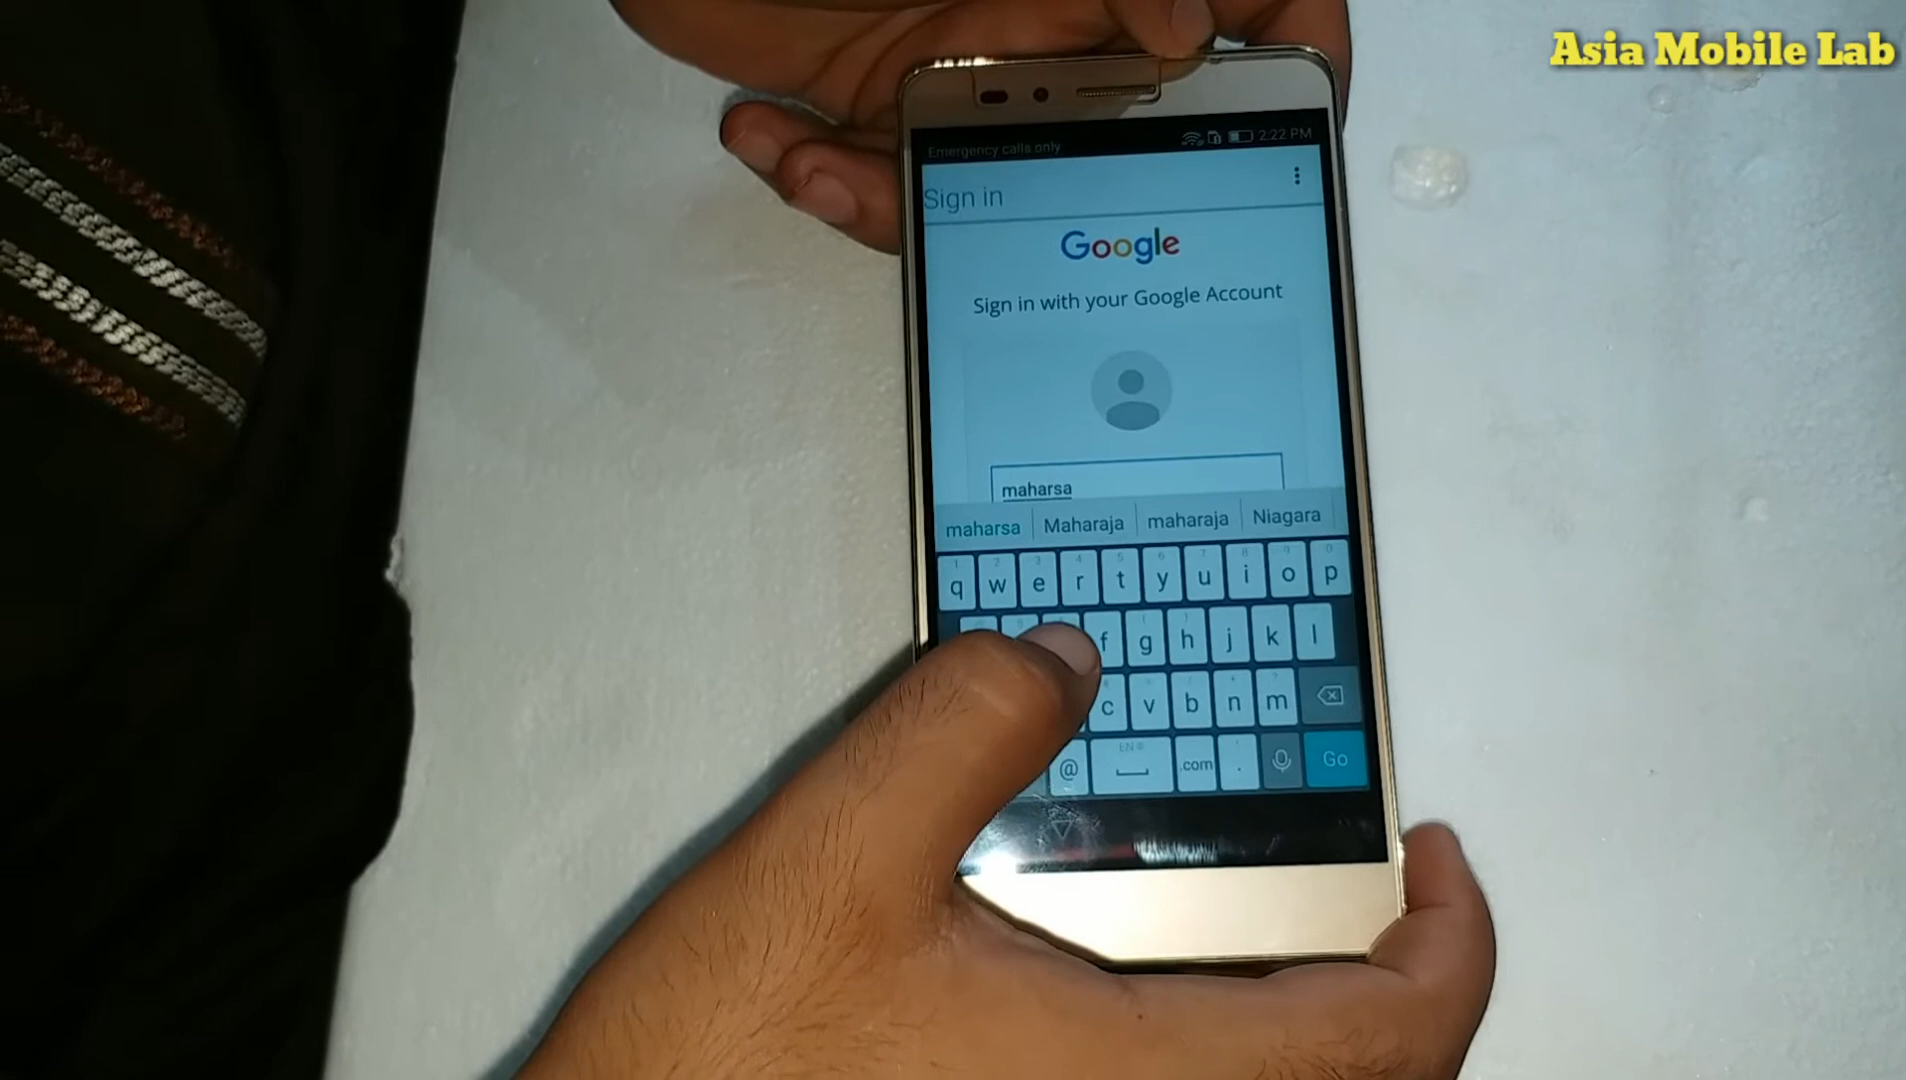 Asia Mobile Lab
Emergency calls only 2:22 PM
Sign in
Google
Sign in with your Google Account
maharsa
maharsa Maharaja maharaja Niagara
q w e r t y u i o p
f g h j k l
c v b n m
@ EN .com . Go